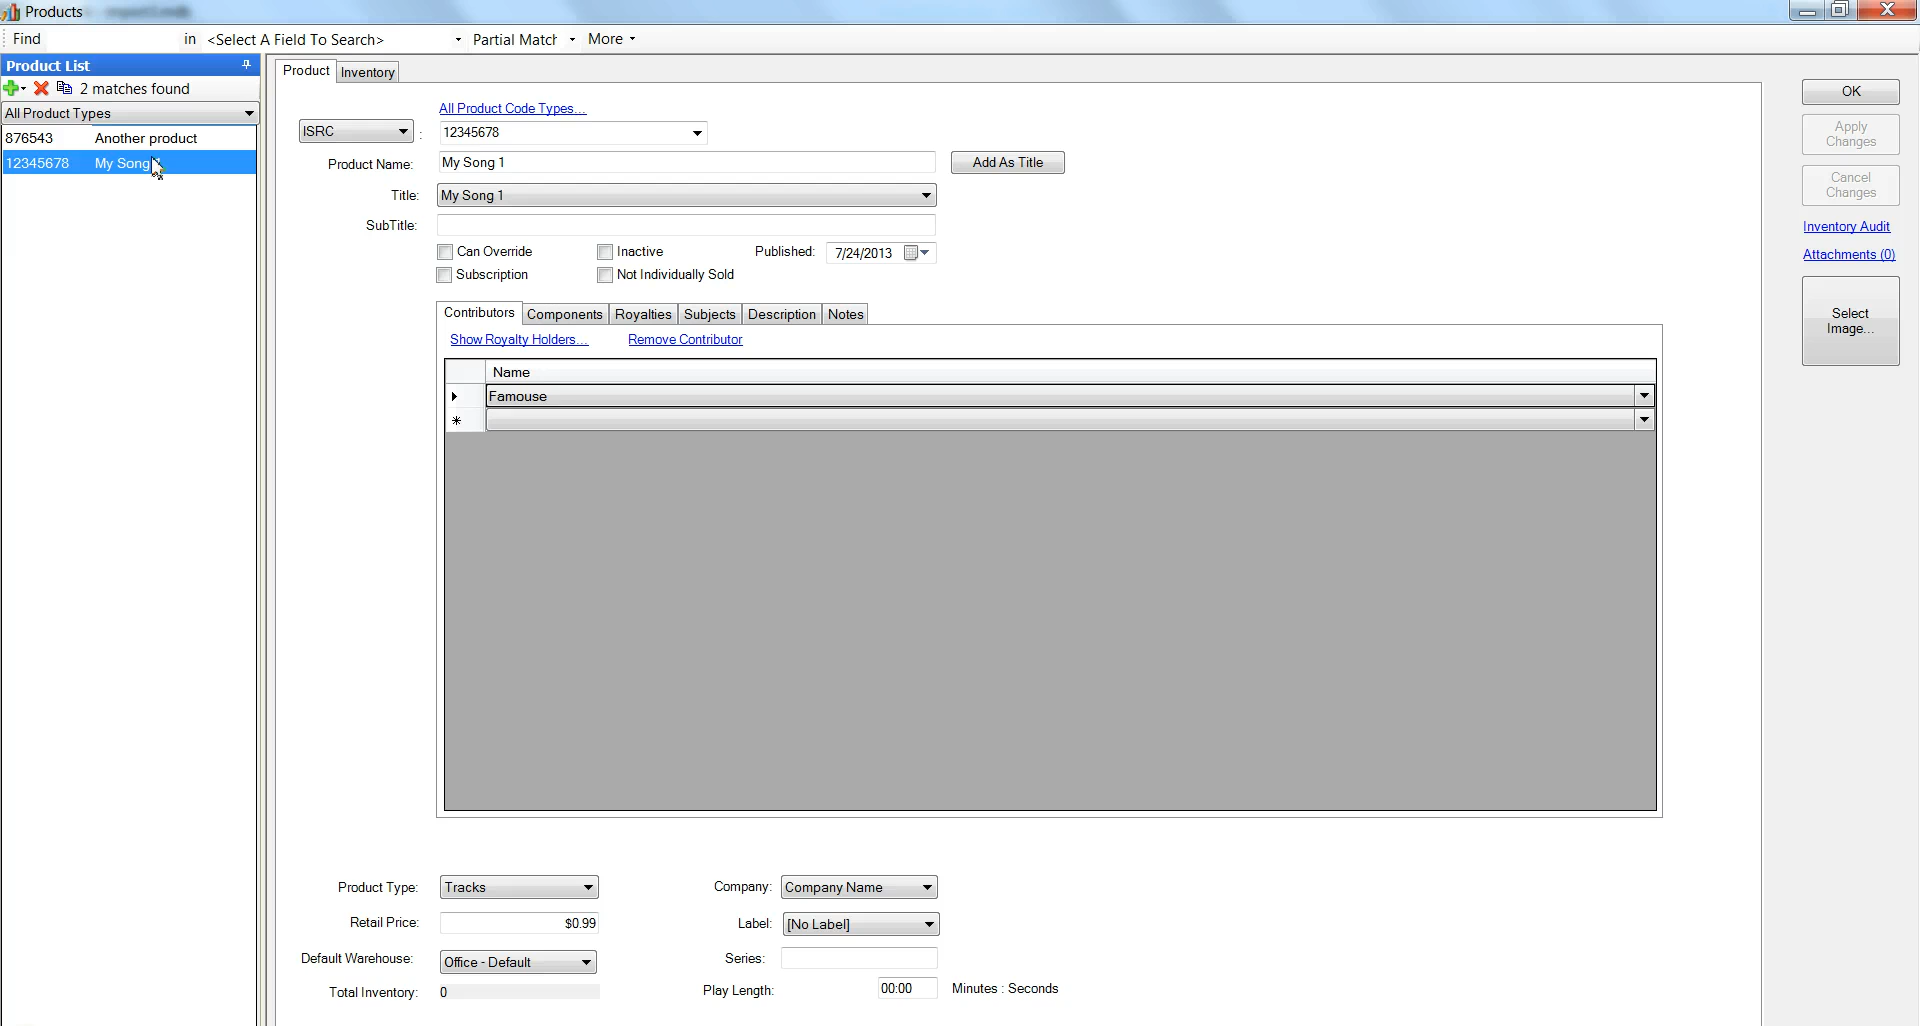 Products
Find in <Select A Field To Search> Partial Match More
Product List
2 matches found
All Product Types
876543 Another product
12345678 My Song
Product Inventory
All Product Code Types...
ISRC : 12345678
Product Name: My Song 1 Add As Title
Title: My Song 1
SubTitle:
Can Override Inactive Published: 7/24/2013
Subscription Not Individually Sold
Contributors Components Royalties Subjects Description Notes
Show Royalty Holders... Remove Contributor
Name
Famouse
Product Type: Tracks Company: Company Name
Retail Price: $0.99 Label: [No Label]
Default Warehouse: Office - Default Series:
Total Inventory: 0 Play Length: 00:00 Minutes : Seconds
OK
Apply
Changes
Cancel
Changes
Inventory Audit
Attachments (0)
Select
Image...